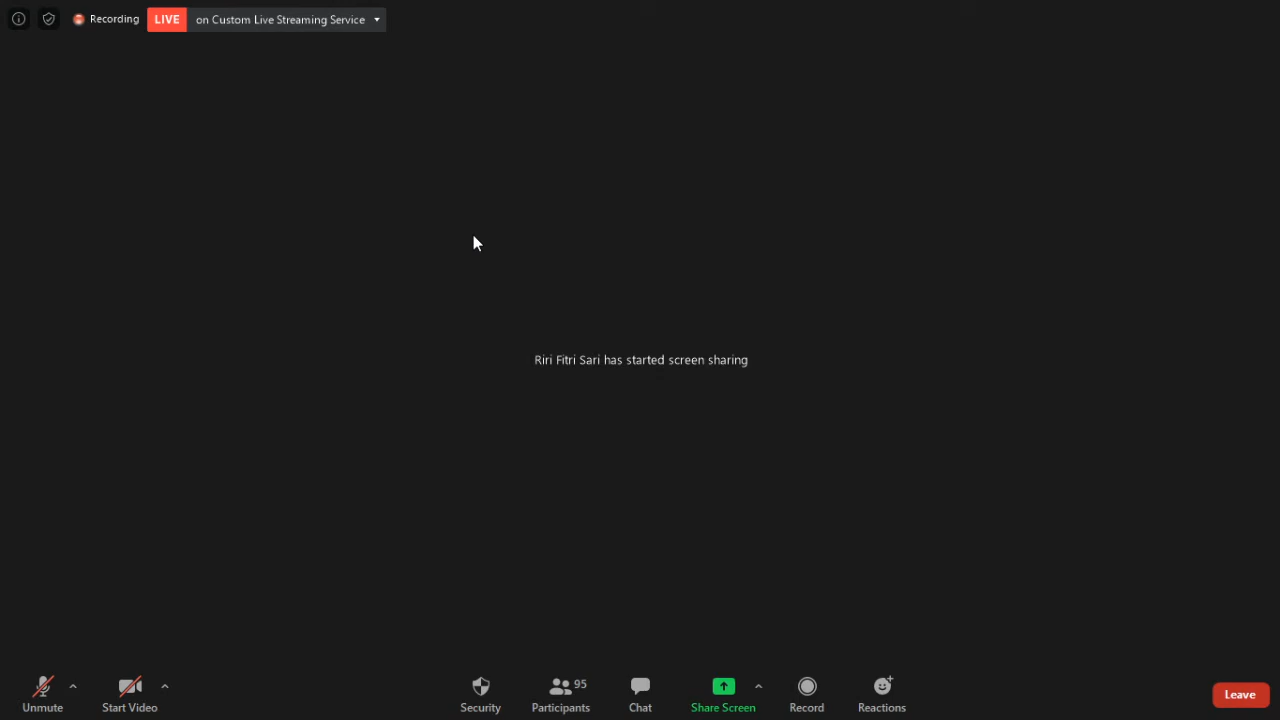 Recording
LIVE on Custom Live Streaming Service
Riri Fitri Sari has started screen sharing
95
Unmute
Start Video
Security
Participants
Chat
Share Screen
Record
Reactions
Leave